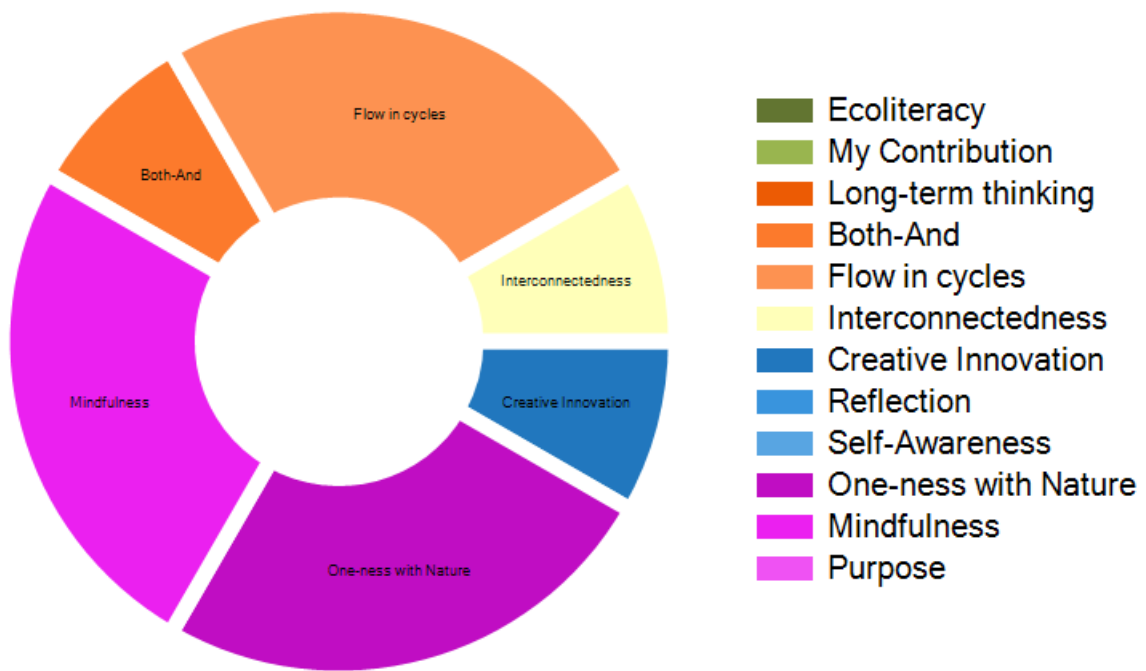 Flow in cycles
Both-And
Interconnectedness
Mindfulness
Creative Innovation
One-ness with Nature
Ecoliteracy
My Contribution
Long-term thinking
Both-And
Flow in cycles
Interconnectedness
Creative Innovation
Reflection
Self-Awareness
One-ness with Nature
Mindfulness
Purpose